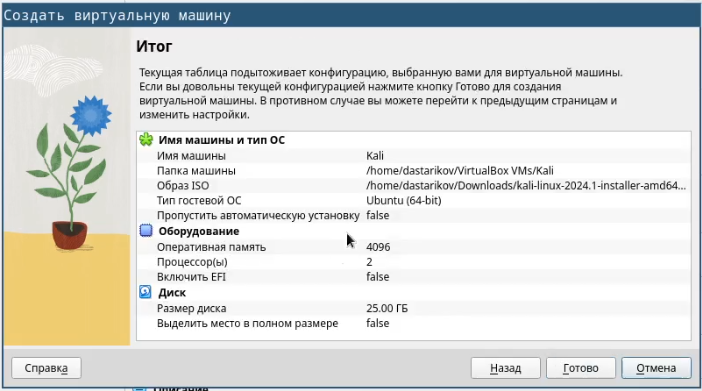 Создать виртуальную машину
Итог
Текущая таблица подытоживает конфигурацию, выбранную вами для виртуальной машины.
Если вы довольны текущей конфигурацией нажмите кнопку Готово для создания
виртуальной машины. В противном случае вы можете перейти к предыдущим страницам и
изменить настройки.
Имя машины и тип ОС
Имя машины Kali
Папка машины /home/dastarikov/VirtualBox VMs/Kali
Образ ISO /home/dastarikov/Downloads/kali-linux-2024.1-installer-amd64...
Тип гостевой ОС Ubuntu (64-bit)
Пропустить автоматическую установку false
Оборудование
Оперативная память 4096
Процессор(ы) 2
Включить EFI false
Диск
Размер диска 25.00 ГБ
Выделить место в полном размере false
Справка Назад Готово Отмена
Описание